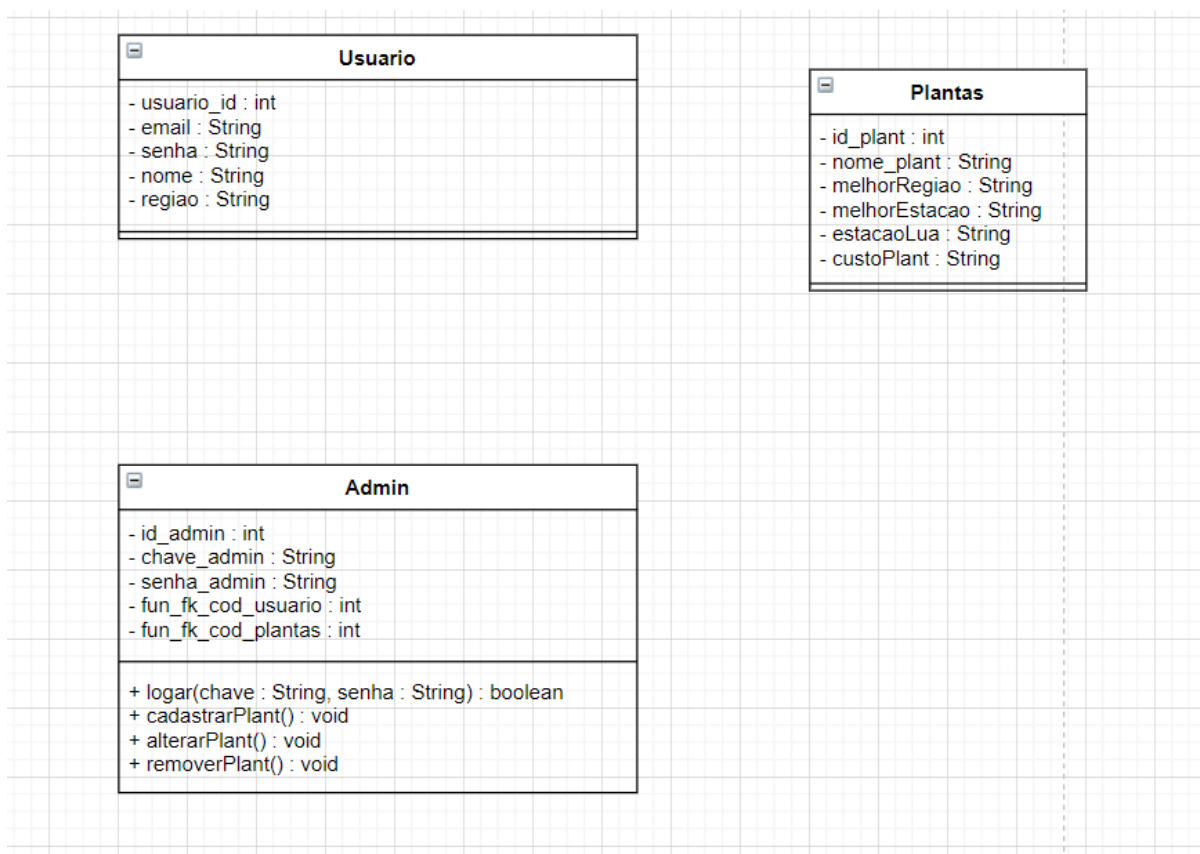 Usuario
- usuario_id : int
- email : String
- senha : String
- nome : String
- regiao : String
Plantas
- id_plant : int
- nome_plant : String
- melhorRegiao : String
- melhorEstacao : String
- estacaoLua : String
- custoPlant : String
Admin
- id_admin : int
- chave_admin : String
- senha_admin : String
- fun_fk_cod_usuario : int
- fun_fk_cod_plantas : int
+ logar(chave : String, senha : String) : boolean
+ cadastrarPlant() : void
+ alterarPlant() : void
+ removerPlant() : void